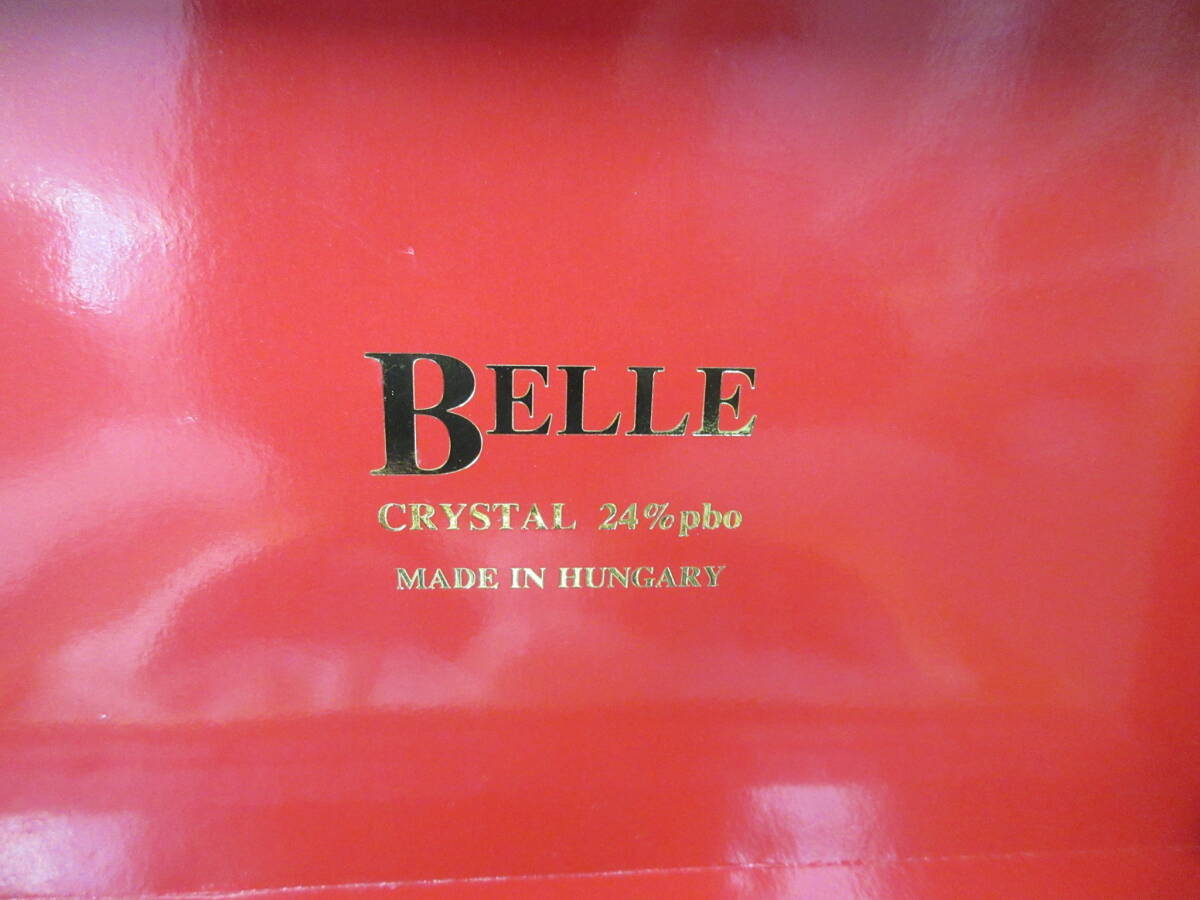 BELLE
CRYSTAL 24% pbo
MADE IN HUNGARY